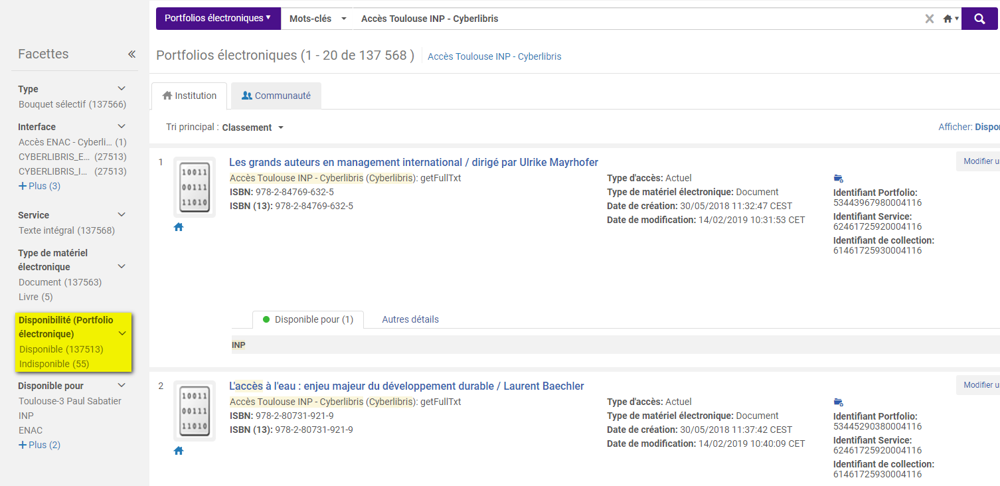 Portfolios électroniques ▾ Mots-clés Accès Toulouse INP - Cyberlibris
Facettes
Type
Bouquet sélectif (137566)
Interface
Accès ENAC - Cyberli... (1)
CYBERLIBRIS_E... (27513)
CYBERLIBRIS_I... (27513)
+ Plus (3)
Service
Texte intégral (137568)
Type de matériel
électronique
Document (137563)
Livre (5)
Disponibilité (Portfolio
électronique)
Disponible (137513)
Indisponible (55)
Disponible pour
Toulouse-3 Paul Sabatier
INP
ENAC
+ Plus (2)
Portfolios électroniques (1 - 20 de 137 568 ) Accès Toulouse INP - Cyberlibris
Institution Communauté
Tri principal : Classement Afficher: Dispo
1 Les grands auteurs en management international / dirigé par Ulrike Mayrhofer Modifier u
10011
00111
11010
Accès Toulouse INP - Cyberlibris (Cyberlibris): getFullTxt
ISBN: 978-2-84769-632-5
ISBN (13): 978-2-84769-632-5
Type d'accès: Actuel
Type de matériel électronique: Document
Date de création: 30/05/2018 11:32:47 CEST
Date de modification: 14/02/2019 10:31:53 CET
Identifiant Portfolio:
53443967980004116
Identifiant Service:
62461725920004116
Identifiant de collection:
61461725930004116
Disponible pour (1) Autres détails
INP
2 L'accès à l'eau : enjeu majeur du développement durable / Laurent Baechler Modifier u
10011
00111
11010
Accès Toulouse INP - Cyberlibris (Cyberlibris): getFullTxt
ISBN: 978-2-80731-921-9
ISBN (13): 978-2-80731-921-9
Type d'accès: Actuel
Type de matériel électronique: Document
Date de création: 30/05/2018 11:37:42 CEST
Date de modification: 14/02/2019 10:40:09 CET
Identifiant Portfolio:
53445290380004116
Identifiant Service:
62461725920004116
Identifiant de collection:
61461725930004116